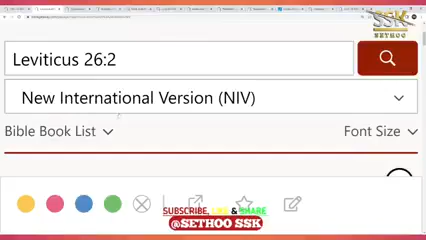 SSK
SETHOO
Leviticus 26:2
New International Version (NIV)
Bible Book List
Font Size
SUBSCRIBE, LIKE & SHARE
@SETHOO SSK